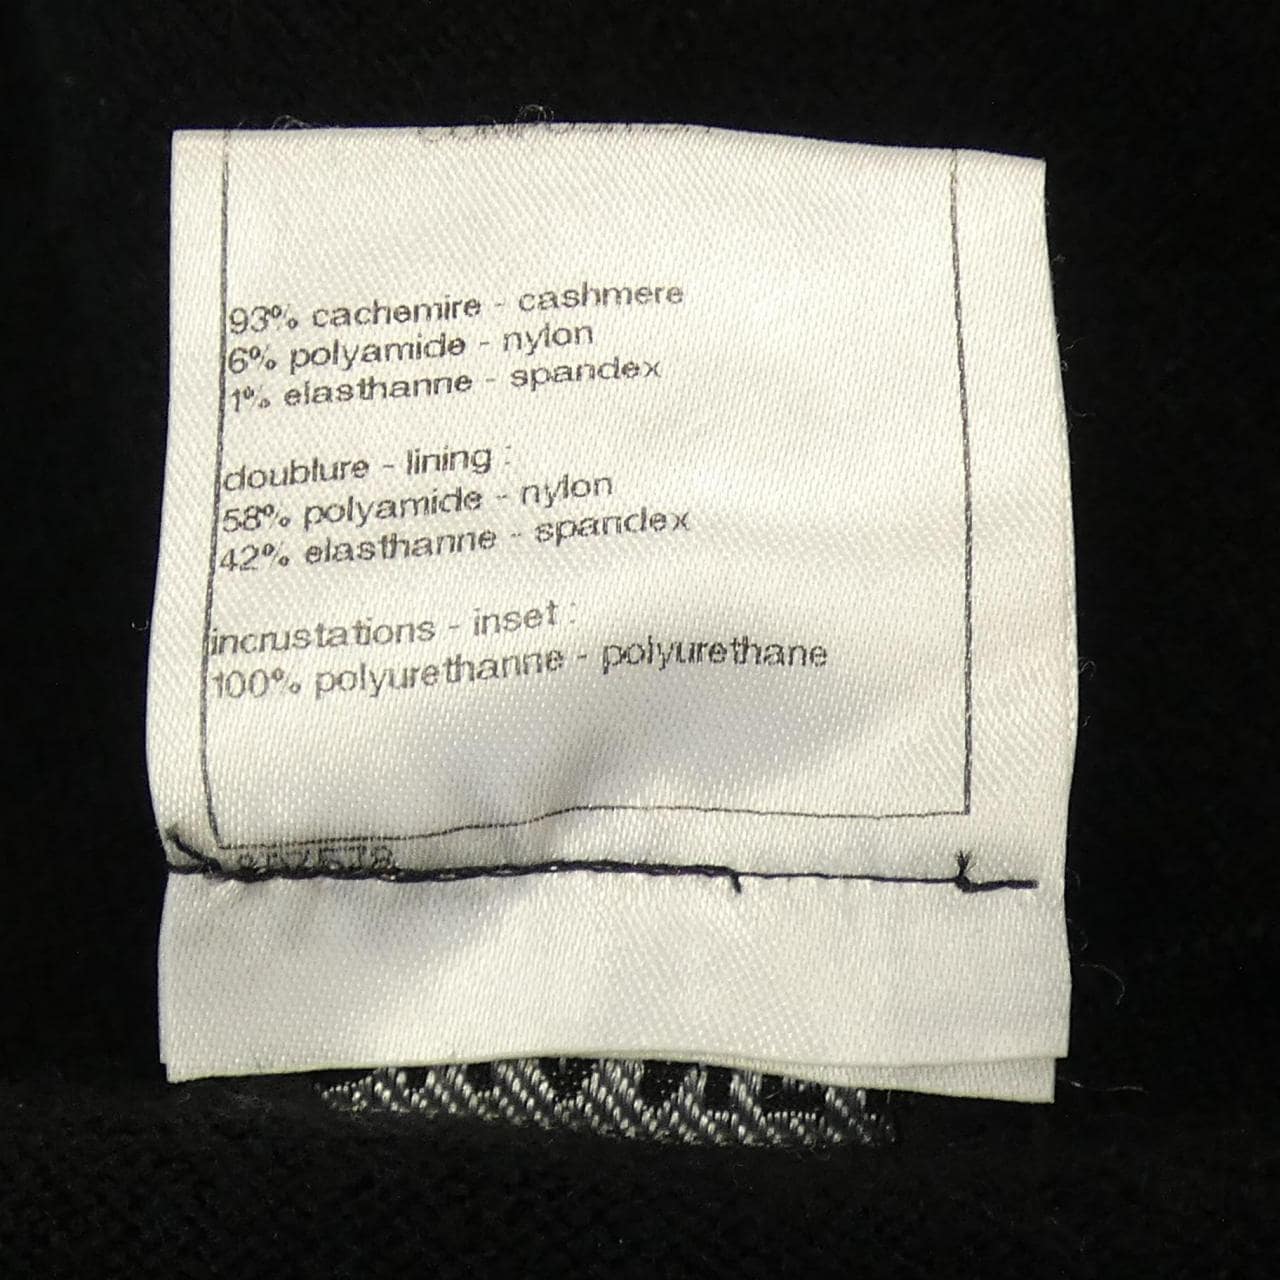 93% cachemire - cashmere
6% polyamide - nylon
1% elasthanne - spandex
doublure - lining :
58% polyamide - nylon
42% elasthanne - spandex
incrustations - inset :
100% polyurethanne - polyurethane